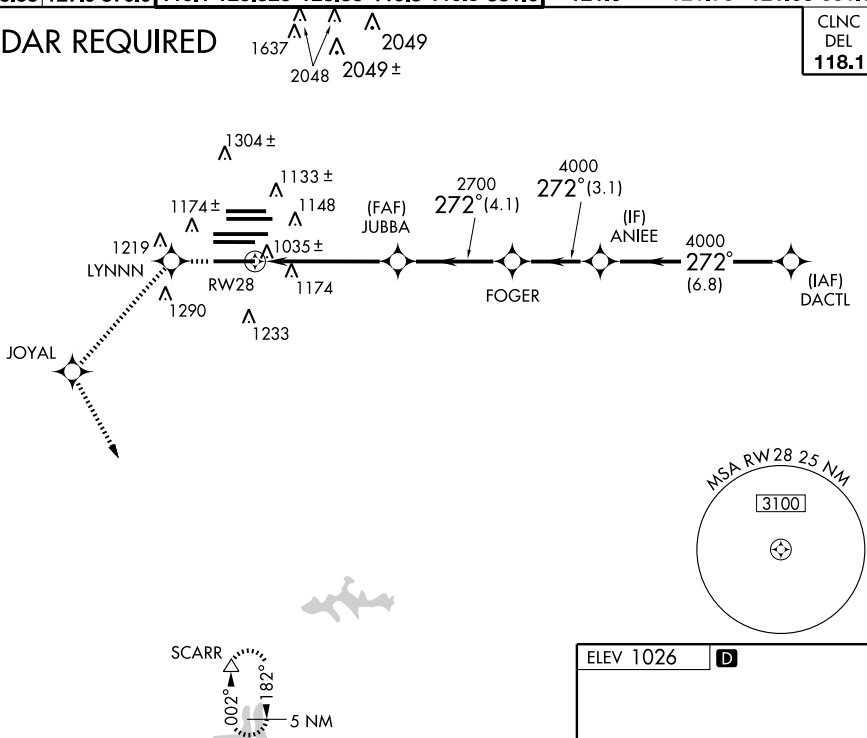 DAR REQUIRED
CLNC
DEL
118.1
1637
2048
2049
2049 ±
1304 ±
1133 ±
1174 ±
1148
1219
1035 ±
LYNNN
RW28
1174
1290
1233
JOYAL
(FAF)
JUBBA
2700
272° (4.1)
FOGER
4000
272° (3.1)
(IF)
ANIEE
4000
272°
(6.8)
(IAF)
DACTL
MSA RW 28 25 NM
3100
SCARR
002°
182°
5 NM
ELEV 1026 D